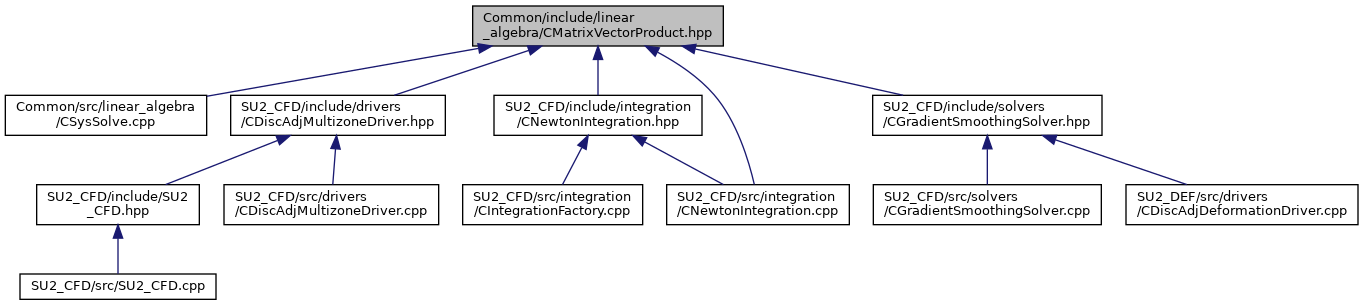 Common/include/linear
_algebra/CMatrixVectorProduct.hpp
Common/src/linear_algebra
/CSysSolve.cpp
SU2_CFD/include/drivers
/CDiscAdjMultizoneDriver.hpp
SU2_CFD/include/integration
/CNewtonIntegration.hpp
SU2_CFD/include/solvers
/CGradientSmoothingSolver.hpp
SU2_CFD/include/SU2
_CFD.hpp
SU2_CFD/src/drivers
/CDiscAdjMultizoneDriver.cpp
SU2_CFD/src/integration
/CIntegrationFactory.cpp
SU2_CFD/src/integration
/CNewtonIntegration.cpp
SU2_CFD/src/solvers
/CGradientSmoothingSolver.cpp
SU2_DEF/src/drivers
/CDiscAdjDeformationDriver.cpp
SU2_CFD/src/SU2_CFD.cpp